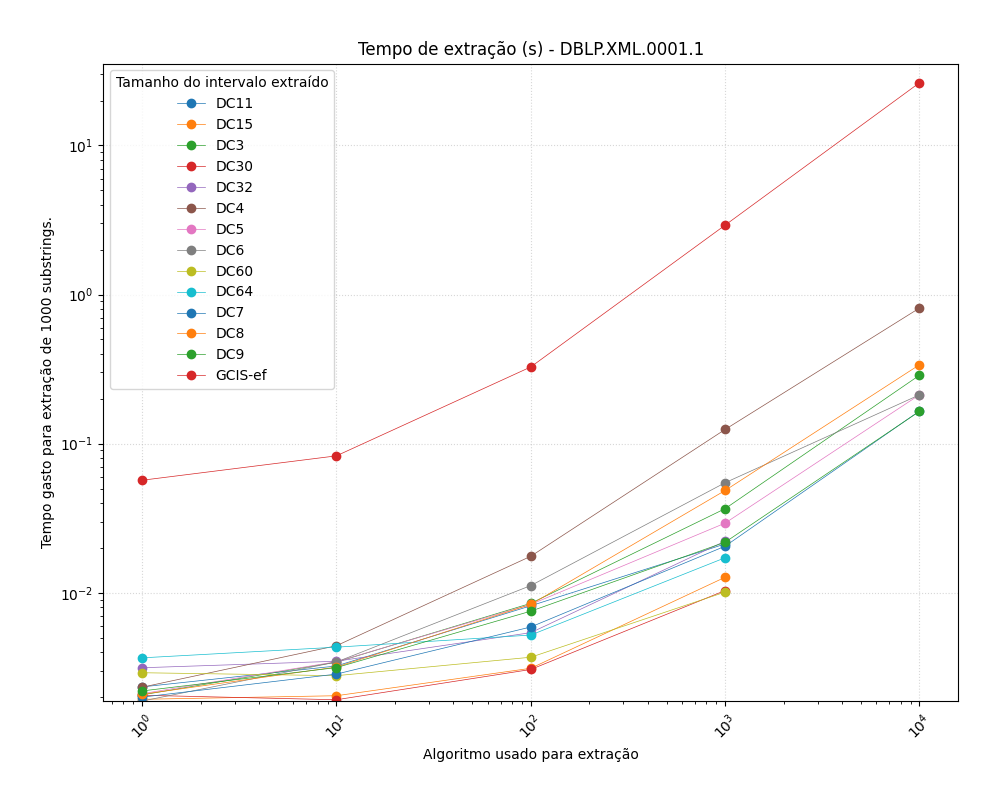 Tempo de extração (s) - DBLP.XML.0001.1
Tamanho do intervalo extraído
DC11
DC15
DC3
DC30
DC32
DC4
DC5
DC6
DC60
DC64
DC7
DC8
DC9
GCIS-ef
Tempo gasto para extração de 1000 substrings.
10¹
10⁰
10⁻¹
10⁻²
10⁰
10¹
10²
10³
10⁴
Algoritmo usado para extração